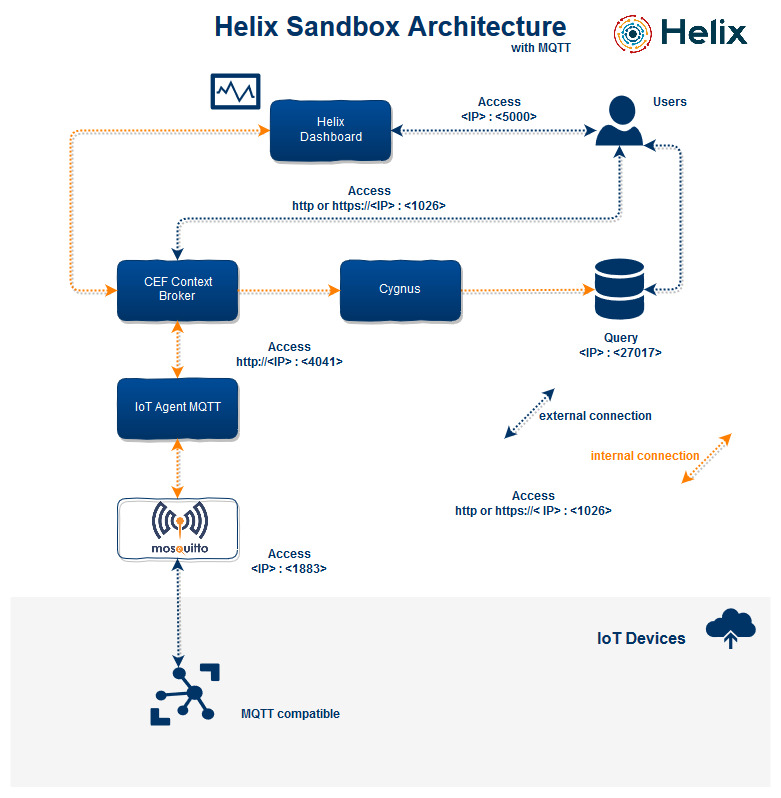 Helix Sandbox Architecture
with MQTT
Helix
Helix
Dashboard
Access
<IP> : <5000>
Users
Access
http or https://<IP> : <1026>
CEF Context
Broker
Cygnus
Query
<IP> : <27017>
Access
http://<IP> : <4041>
IoT Agent MQTT
external connection
internal connection
Access
http or https://< IP> : <1026>
mosquitto
Access
<IP> : <1883>
IoT Devices
MQTT compatible